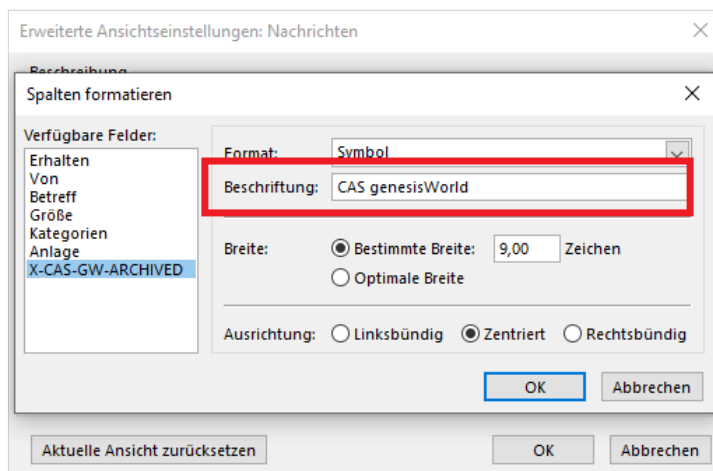 Erweiterte Ansichtseinstellungen: Nachrichten
Beschreibung
Spalten formatieren
Verfügbare Felder:
Erhalten
Von
Betreff
Größe
Kategorien
Anlage
X-CAS-GW-ARCHIVED
Format: Symbol
Beschriftung: CAS genesisWorld
Breite: Bestimmte Breite: 9,00 Zeichen
Optimale Breite
Ausrichtung: Linksbündig Zentriert Rechtsbündig
OK Abbrechen
Aktuelle Ansicht zurücksetzen OK Abbrechen